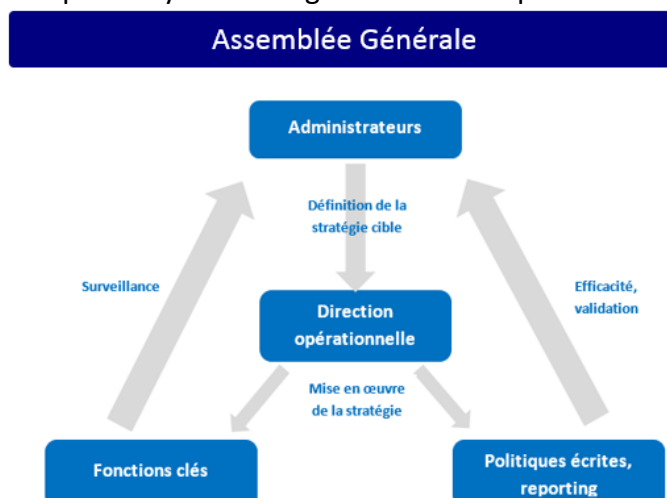 Assemblée Générale
Administrateurs
Définition de la
stratégie cible
Surveillance
Efficacité,
validation
Direction
opérationnelle
Mise en œuvre
de la stratégie
Fonctions clés
Politiques écrites,
reporting